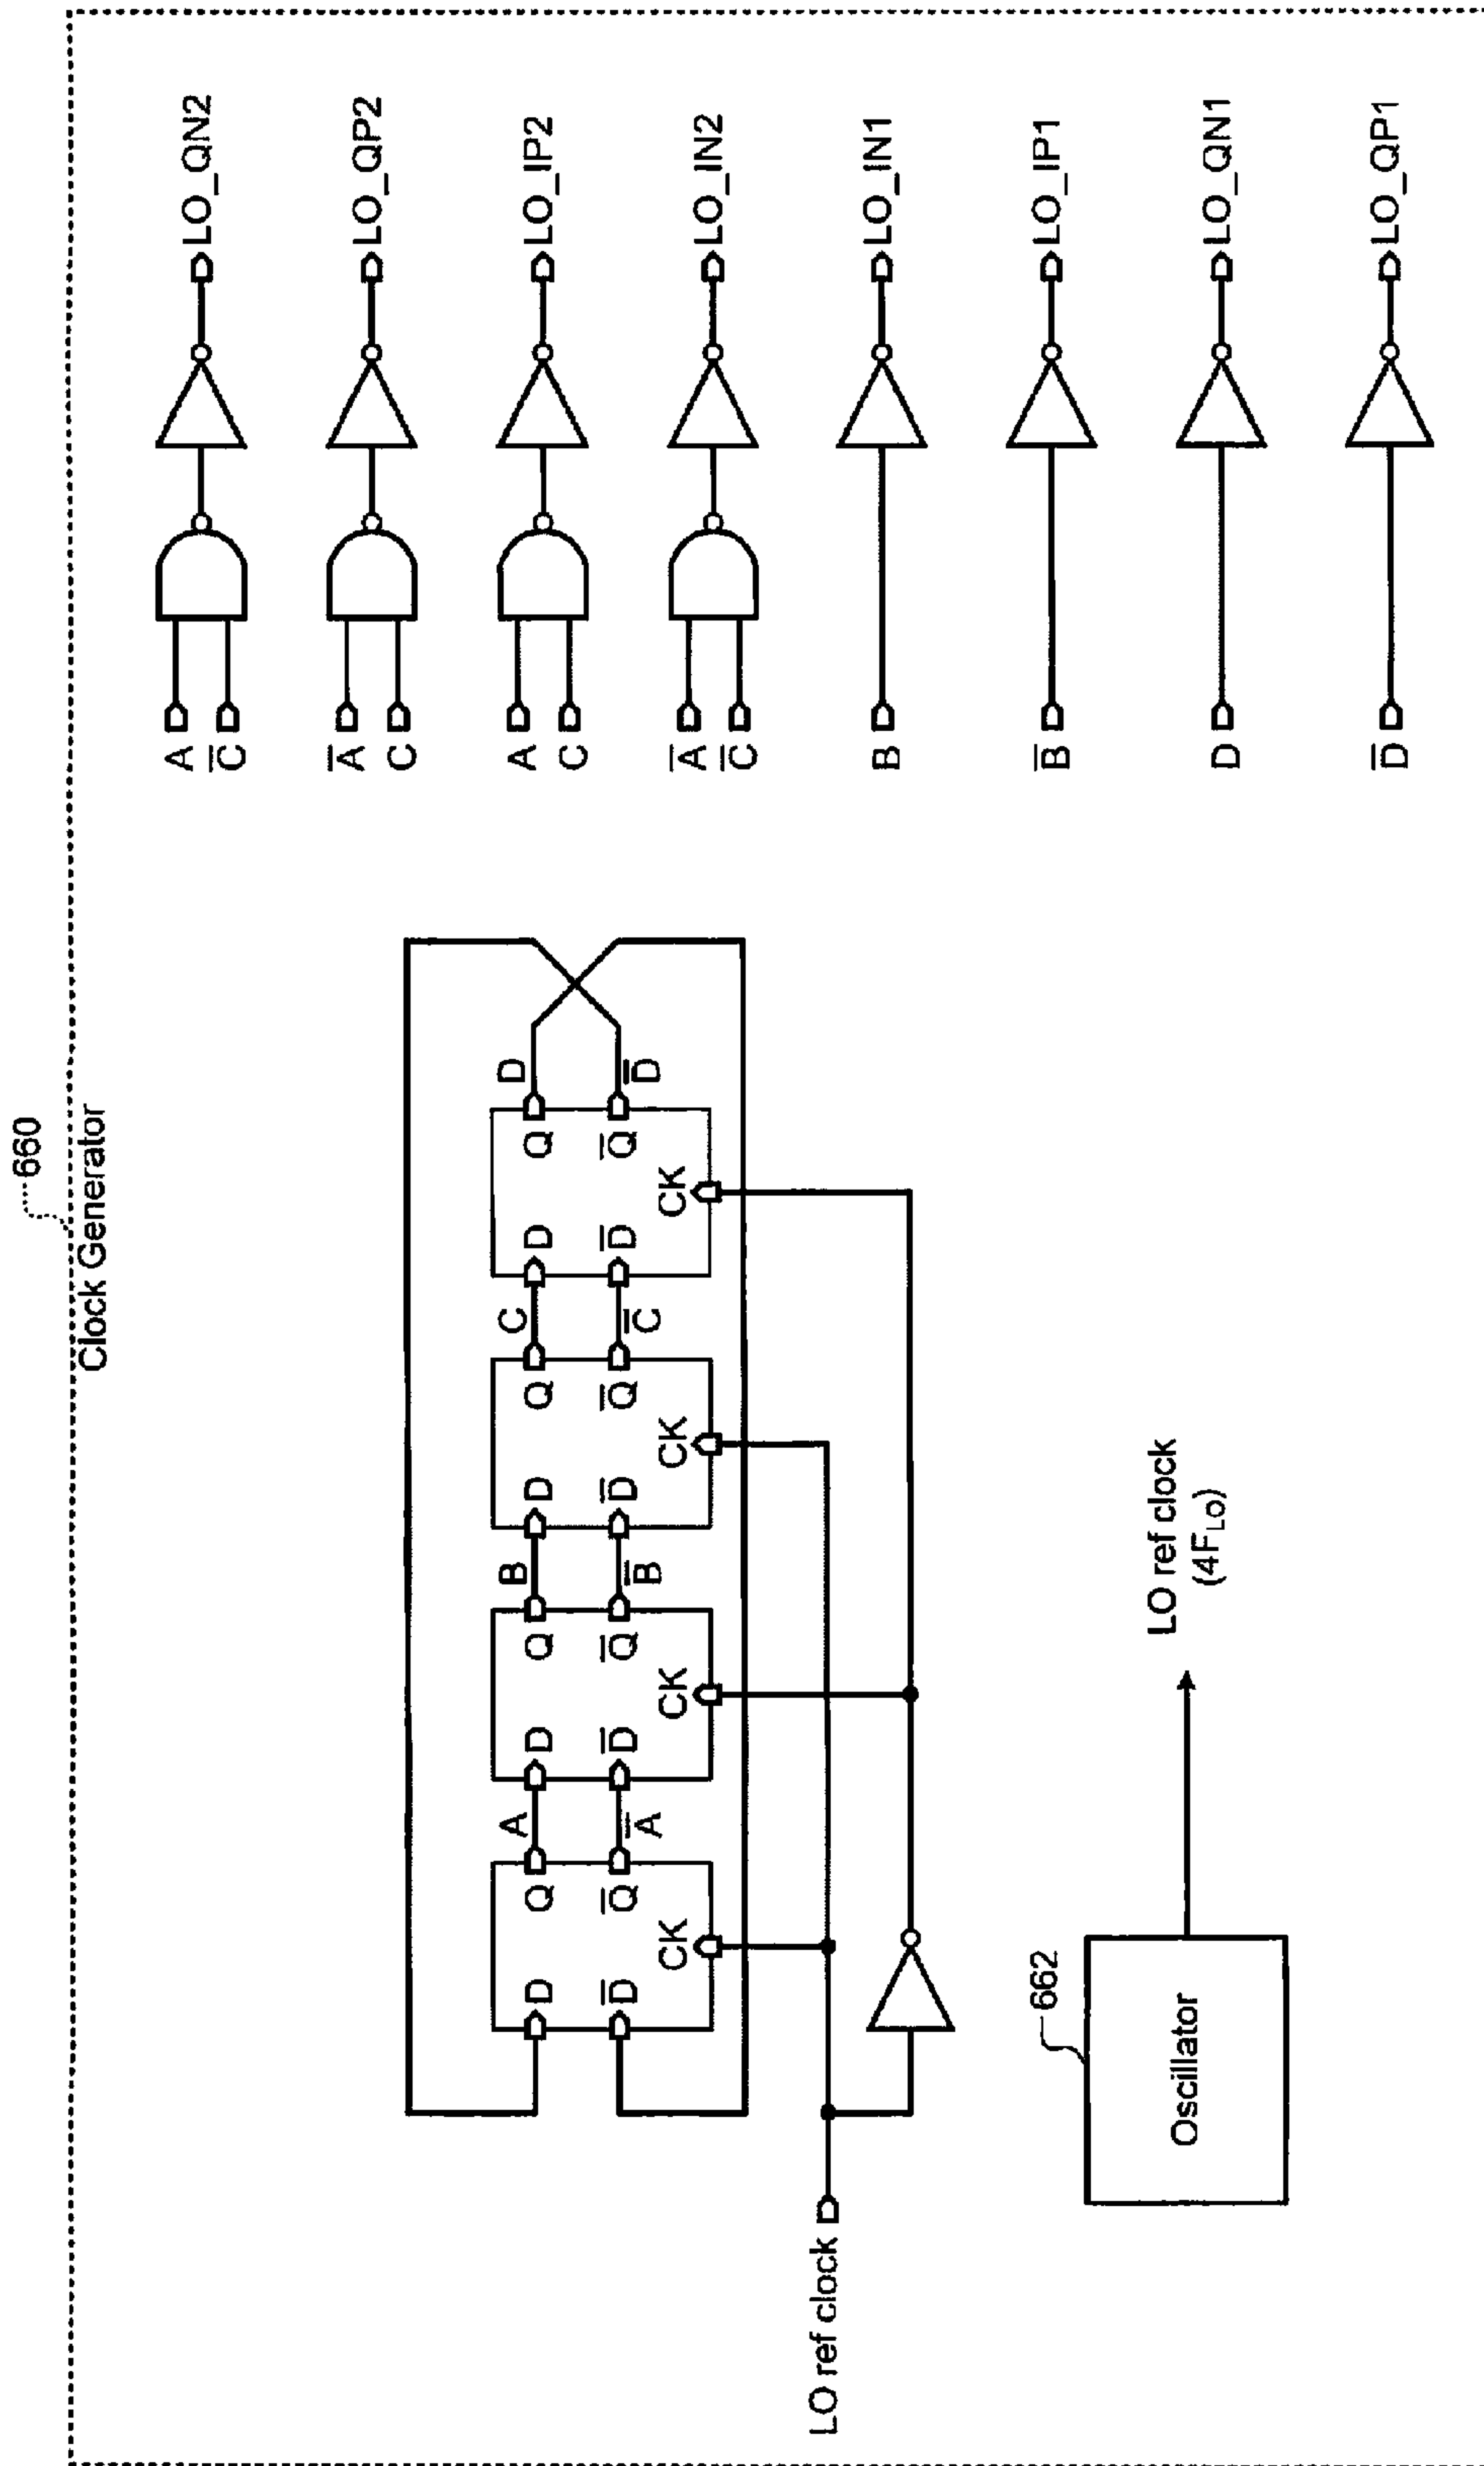 660
Clock Generator
D Q A D Q B D Q C D Q D
D̅ Q̅ A̅ D̅ Q̅ B̅ D̅ Q̅ C̅ D̅ Q̅ D̅
CK CK CK CK
LO ref clock
662
Oscillator
LO ref clock
(4FLO)
A
C̅
LO_QN2
A̅
C
LO_QP2
A
C
LO_IP2
A̅
C̅
LO_IN2
B
LO_IN1
B̅
LO_IP1
D
LO_QN1
D̅
LO_QP1